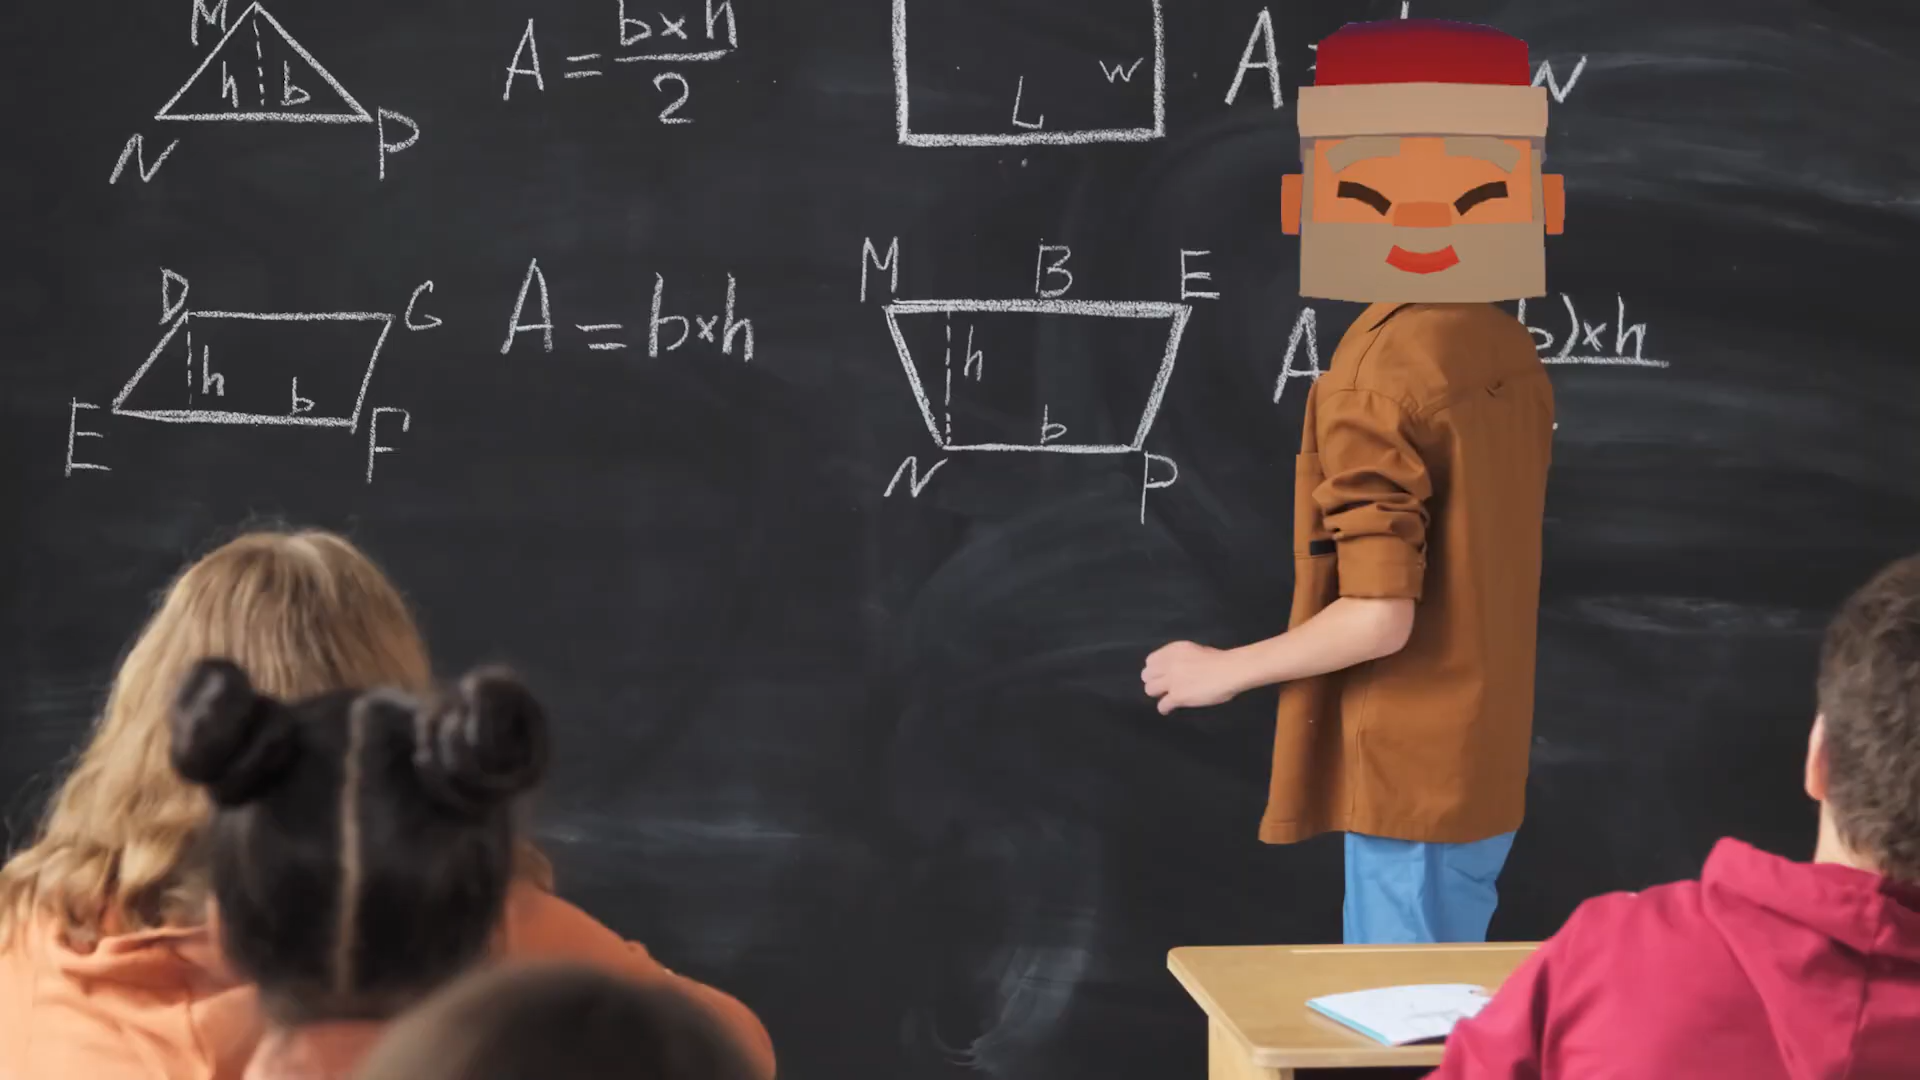 M
h b
N P
A = b×h
2
L w
A
D G
h b
E F
A = b×h
M B E
h
b
N P
A b)×h